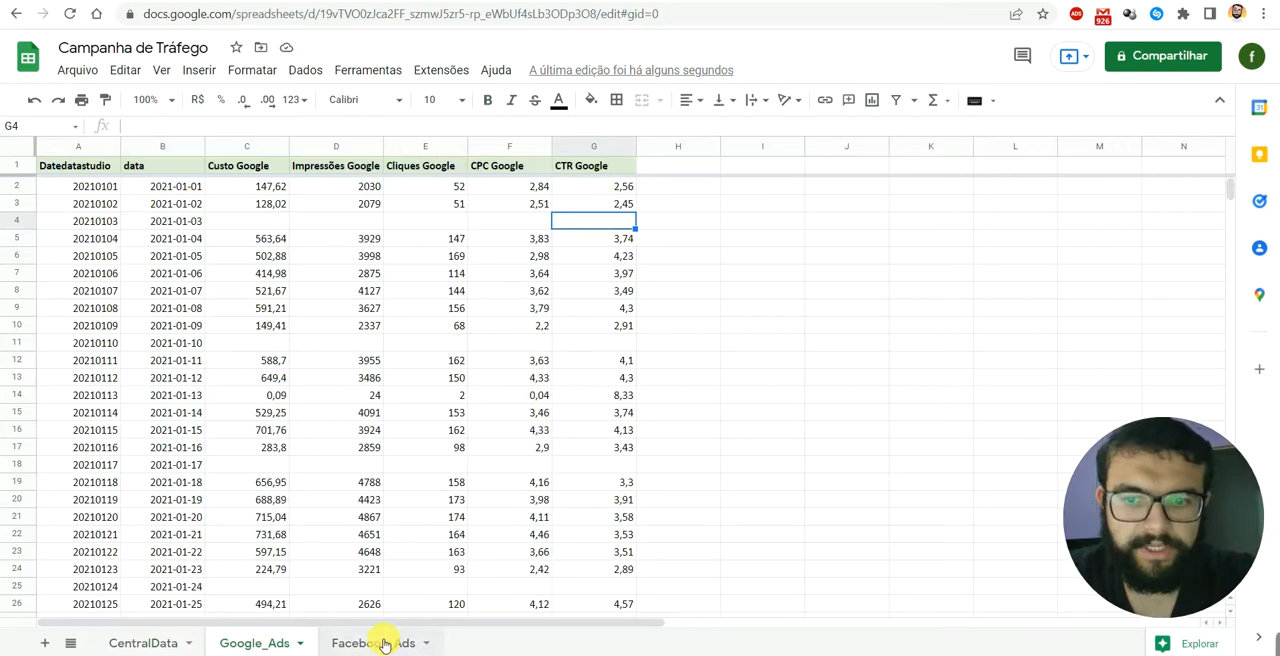 docs.google.com/spreadsheets/d/19vTVO0zJca2FF_szmwJ5zr5-rp_eWbUf4sLb3ODp3O8/edit#gid=0
ADS
926
Campanha de Tráfego
Arquivo Editar Ver Inserir Formatar Dados Ferramentas Extensões Ajuda A última edição foi há alguns segundos
Compartilhar
f
100% R$ % .0 .00 123 Calibri 10 B I S A Σ
G4 fx
A B C D E F G H I J K L M N
1 Datedatastudio data Custo Google Impressões Google Cliques Google CPC Google CTR Google
2 20210101 2021-01-01 147,62 2030 52 2,84 2,56
3 20210102 2021-01-02 128,02 2079 51 2,51 2,45
4 20210103 2021-01-03
5 20210104 2021-01-04 563,64 3929 147 3,83 3,74
6 20210105 2021-01-05 502,88 3998 169 2,98 4,23
7 20210106 2021-01-06 414,98 2875 114 3,64 3,97
8 20210107 2021-01-07 521,67 4127 144 3,62 3,49
9 20210108 2021-01-08 591,21 3627 156 3,79 4,3
10 20210109 2021-01-09 149,41 2337 68 2,2 2,91
11 20210110 2021-01-10
12 20210111 2021-01-11 588,7 3955 162 3,63 4,1
13 20210112 2021-01-12 649,4 3486 150 4,33 4,3
14 20210113 2021-01-13 0,09 24 2 0,04 8,33
15 20210114 2021-01-14 529,25 4091 153 3,46 3,74
16 20210115 2021-01-15 701,76 3924 162 4,33 4,13
17 20210116 2021-01-16 283,8 2859 98 2,9 3,43
18 20210117 2021-01-17
19 20210118 2021-01-18 656,95 4788 158 4,16 3,3
20 20210119 2021-01-19 688,89 4423 173 3,98 3,91
21 20210120 2021-01-20 715,04 4867 174 4,11 3,58
22 20210121 2021-01-21 731,68 4651 164 4,46 3,53
23 20210122 2021-01-22 597,15 4648 163 3,66 3,51
24 20210123 2021-01-23 224,79 3221 93 2,42 2,89
25 20210124 2021-01-24
26 20210125 2021-01-25 494,21 2626 120 4,12 4,57
CentralData Google_Ads Facebook_Ads Explorar